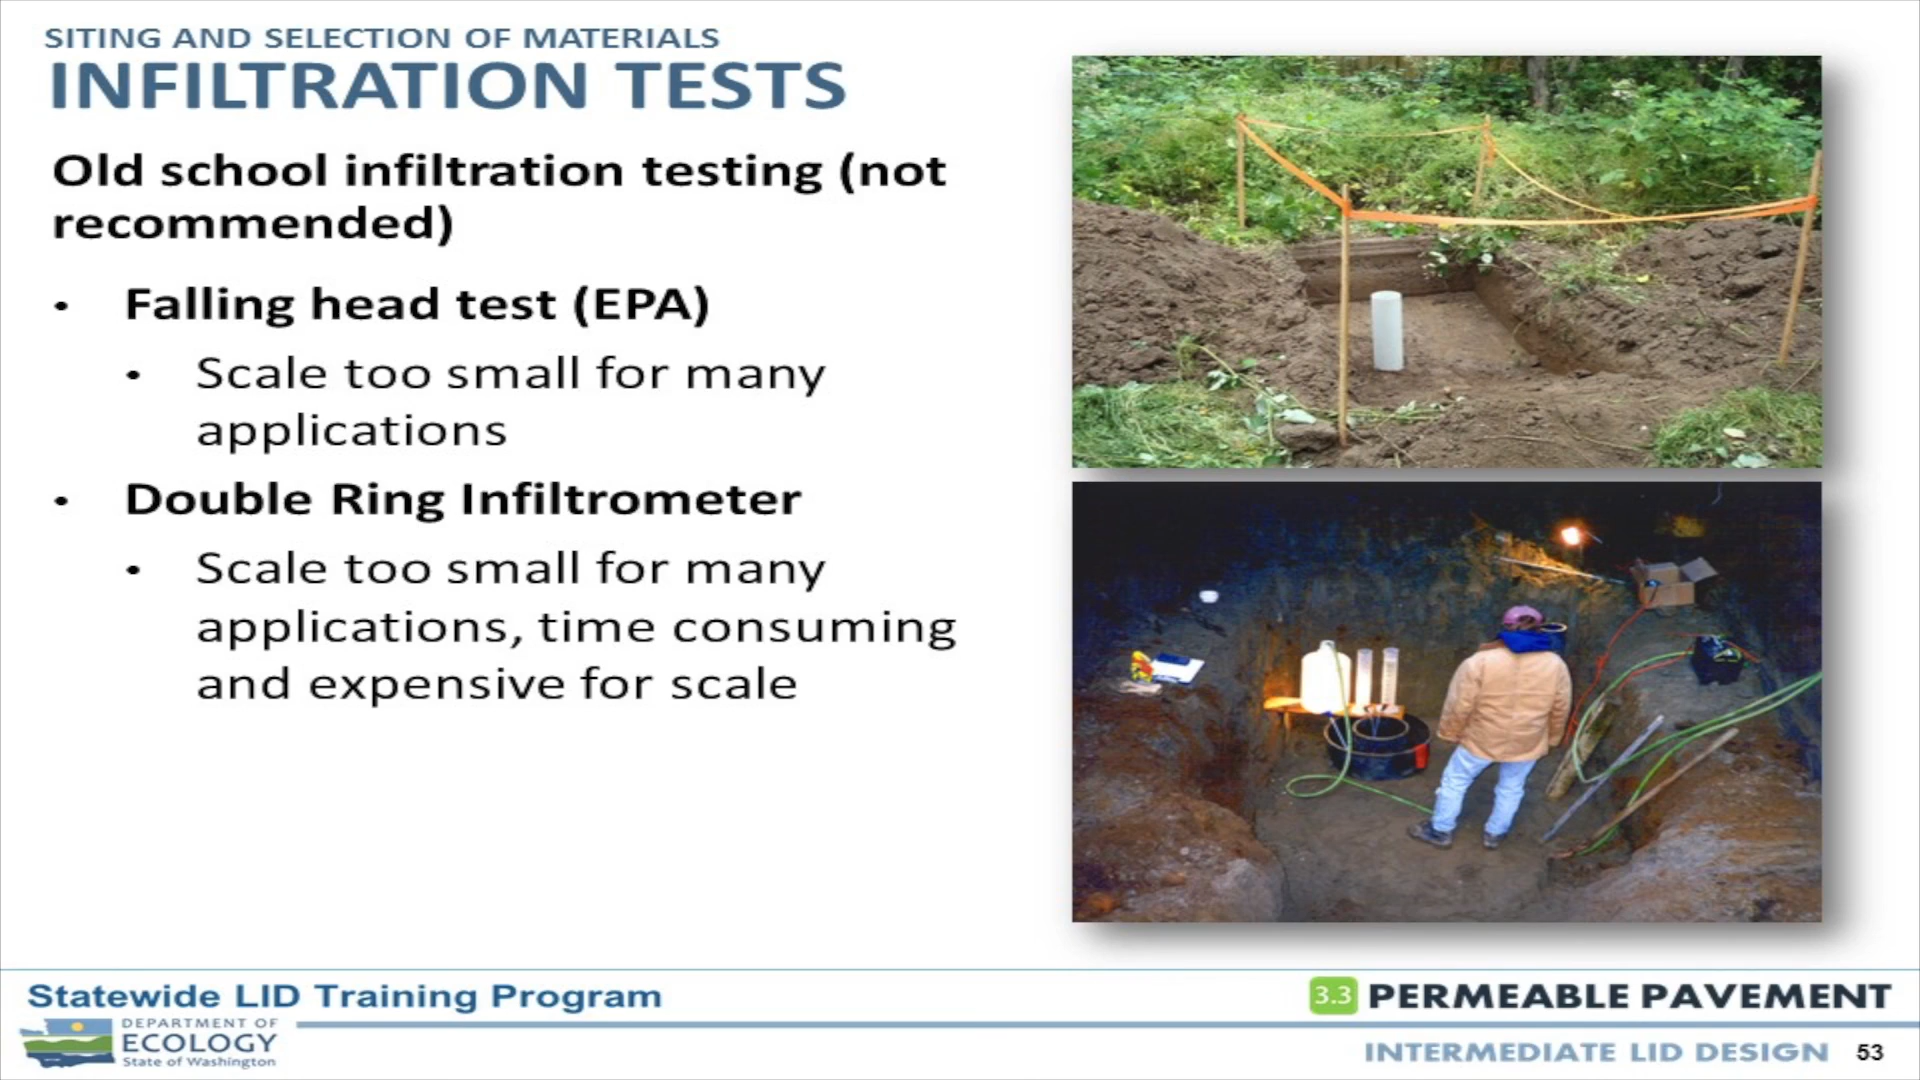 SITING AND SELECTION OF MATERIALS
INFILTRATION TESTS
Old school infiltration testing (not
recommended)
• Falling head test (EPA)
• Scale too small for many
applications
• Double Ring Infiltrometer
• Scale too small for many
applications, time consuming
and expensive for scale
Statewide LID Training Program
DEPARTMENT OF
ECOLOGY
State of Washington
3.3 PERMEABLE PAVEMENT
INTERMEDIATE LID DESIGN 53